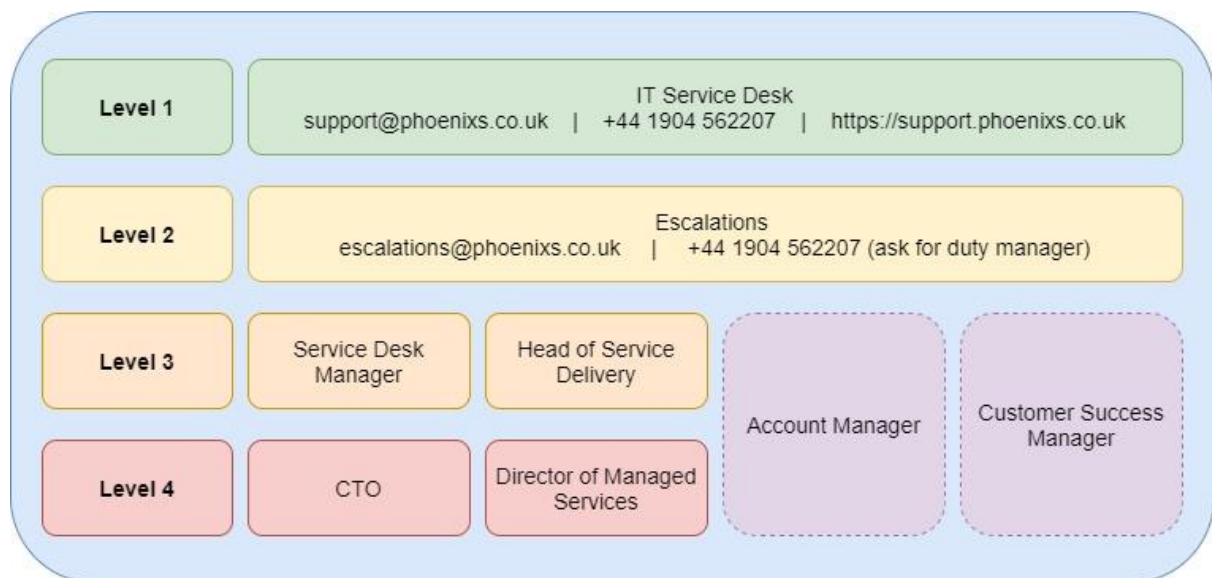 Level 1
IT Service Desk
support@phoenixs.co.uk | +44 1904 562207 | https://support.phoenixs.co.uk
Level 2
Escalations
escalations@phoenixs.co.uk | +44 1904 562207 (ask for duty manager)
Level 3
Service Desk
Manager
Head of Service
Delivery
Account Manager
Customer Success
Manager
Level 4
CTO
Director of Managed
Services